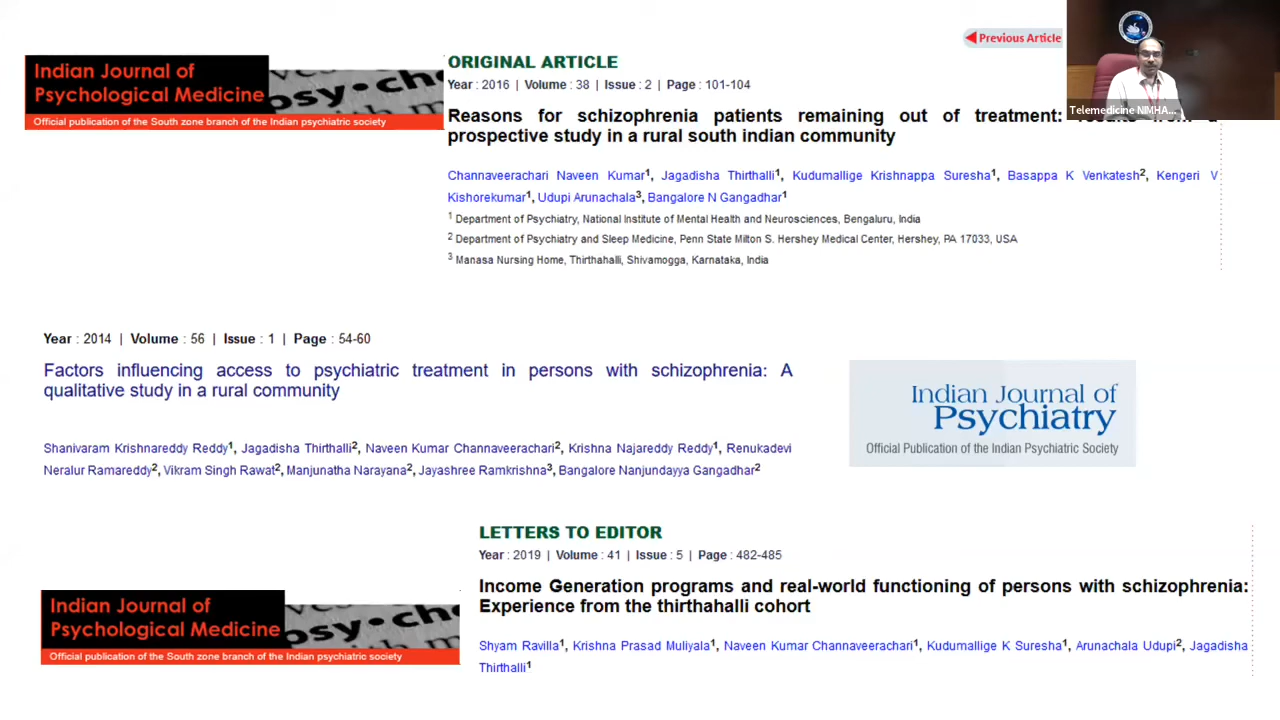 Previous Article
Telemedicine NIMHA...
Indian Journal of
Psychological Medicine
Official publication of the South zone branch of the Indian psychiatric society
ORIGINAL ARTICLE
Year : 2016 | Volume : 38 | Issue : 2 | Page : 101-104
Reasons for schizophrenia patients remaining out of treatment:
prospective study in a rural south indian community
Channaveerachari Naveen Kumar1, Jagadisha Thirthalli1, Kudumallige Krishnappa Suresha1, Basappa K Venkatesh2, Kengeri V
Kishorekumar1, Udupi Arunachala3, Bangalore N Gangadhar1
1 Department of Psychiatry, National Institute of Mental Health and Neurosciences, Bengaluru, India
2 Department of Psychiatry and Sleep Medicine, Penn State Milton S. Hershey Medical Center, Hershey, PA 17033, USA
3 Manasa Nursing Home, Thirthahalli, Shivamogga, Karnataka, India
Year : 2014 | Volume : 56 | Issue : 1 | Page : 54-60
Factors influencing access to psychiatric treatment in persons with schizophrenia: A
qualitative study in a rural community
Shanivaram Krishnareddy Reddy1, Jagadisha Thirthalli2, Naveen Kumar Channaveerachari2, Krishna Najareddy Reddy1, Renukadevi
Neralur Ramareddy2, Vikram Singh Rawat2, Manjunatha Narayana2, Jayashree Ramkrishna3, Bangalore Nanjundayya Gangadhar2
Indian Journal of
Psychiatry
Official Publication of the Indian Psychiatric Society
LETTERS TO EDITOR
Year : 2019 | Volume : 41 | Issue : 5 | Page : 482-485
Income Generation programs and real-world functioning of persons with schizophrenia:
Experience from the thirthahalli cohort
Shyam Ravilla1, Krishna Prasad Muliyala1, Naveen Kumar Channaveerachari1, Kudumallige K Suresha1, Arunachala Udupi2, Jagadisha
Thirthalli1
Indian Journal of
Psychological Medicine
Official publication of the South zone branch of the Indian psychiatric society